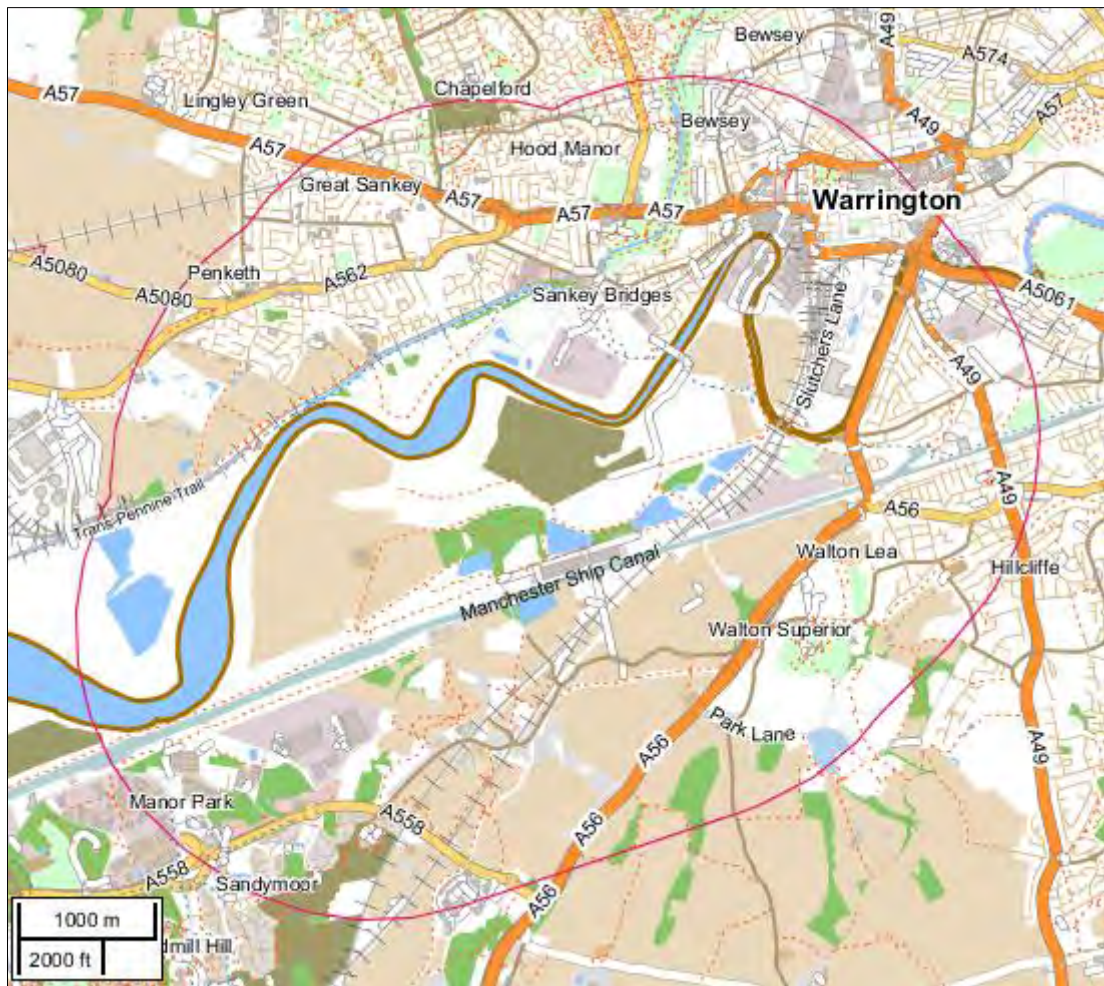 Bewsey
A49
A574
A57
Chapelford
Lingley Green
A57
A49
Bewsey
A57
Hood Manor
Great Sankey
A57
A57
A57
Warrington
A5080
Penketh
A562
A5080
Sankey Bridges
A5061
Slutchers Lane
A49
Trans Pennine Trail
A49
A56
Walton Lea
Hillcliffe
Manchester Ship Canal
Walton Superior
Park Lane
A56
A49
Manor Park
A558
A56
A558
Sandymoor
A56
1000 m
dmill Hill
2000 ft